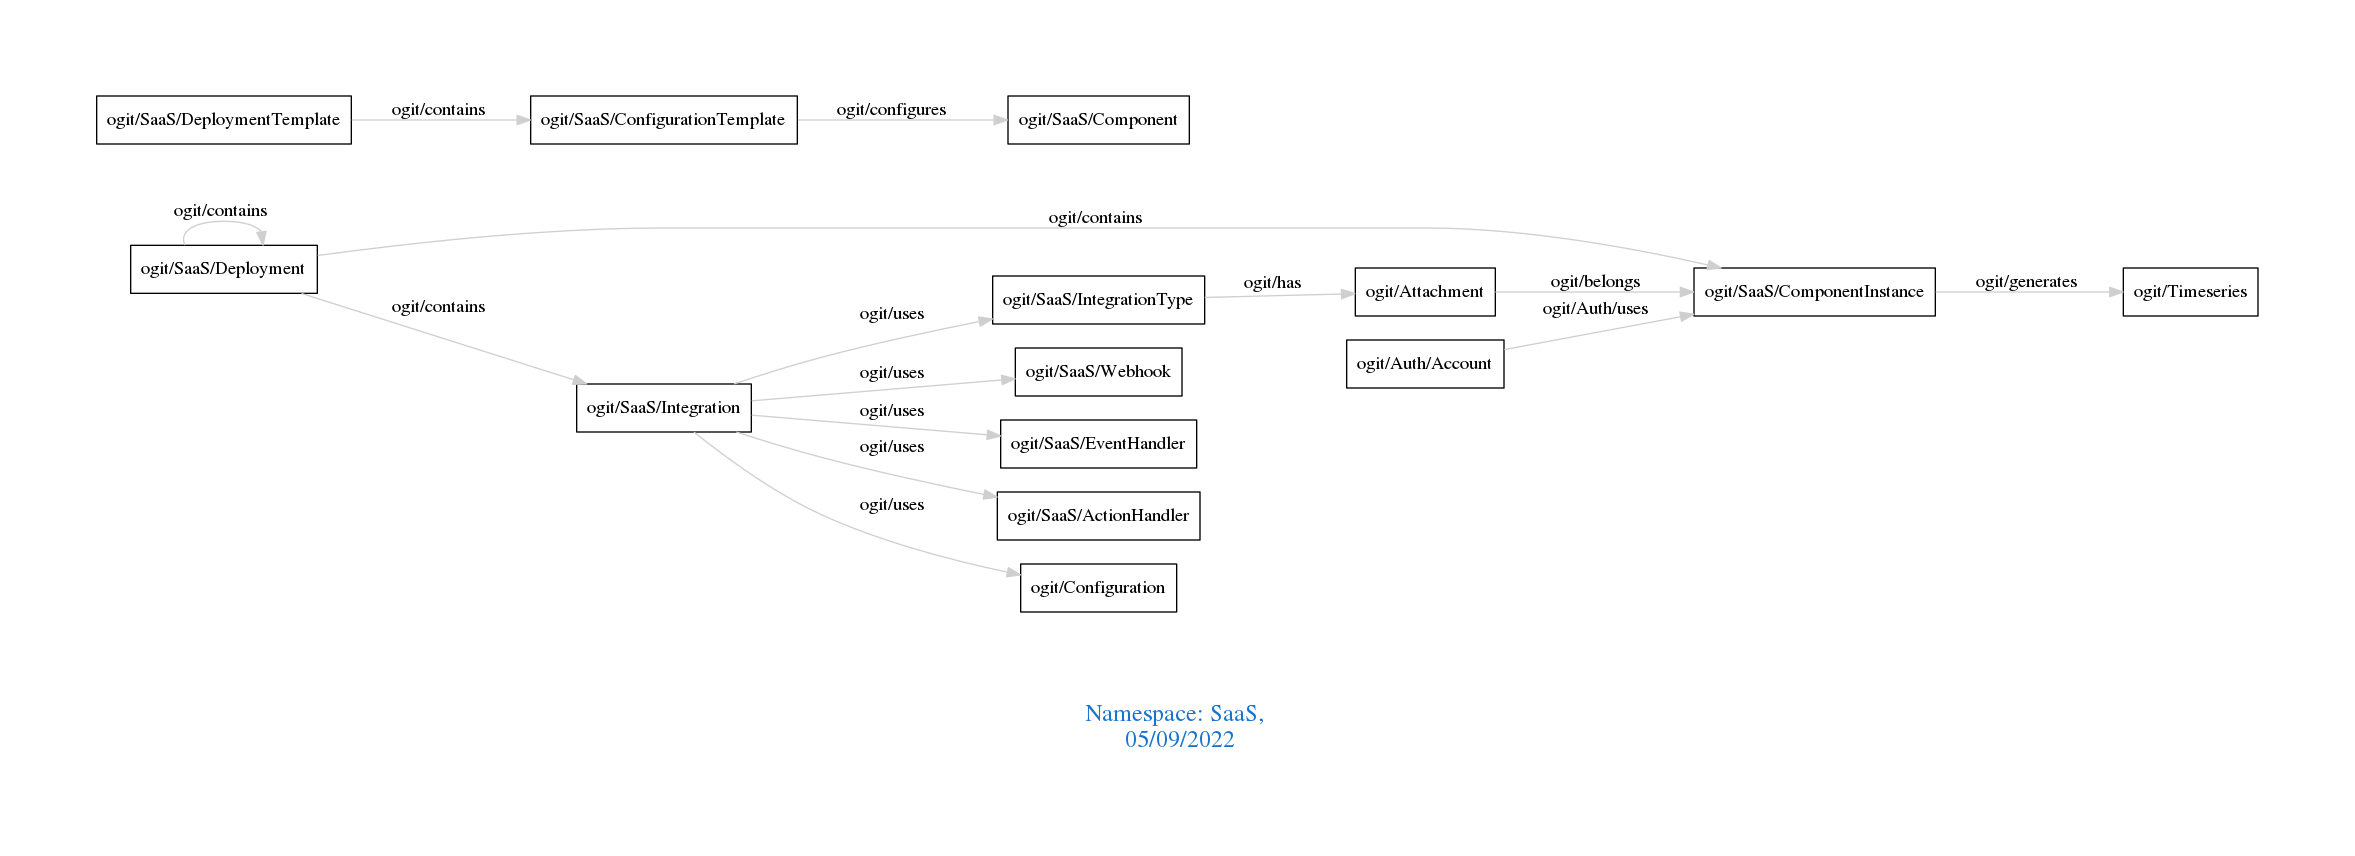 ogit/SaaS/DeploymentTemplate
ogit/contains
ogit/SaaS/ConfigurationTemplate
ogit/configures
ogit/SaaS/Component
ogit/contains
ogit/SaaS/Deployment
ogit/contains
ogit/contains
ogit/SaaS/Integration
ogit/uses
ogit/SaaS/IntegrationType
ogit/has
ogit/Attachment
ogit/belongs
ogit/SaaS/ComponentInstance
ogit/generates
ogit/Timeseries
ogit/Auth/uses
ogit/Auth/Account
ogit/uses
ogit/SaaS/Webhook
ogit/uses
ogit/SaaS/EventHandler
ogit/uses
ogit/SaaS/ActionHandler
ogit/uses
ogit/Configuration
Namespace: SaaS,
05/09/2022